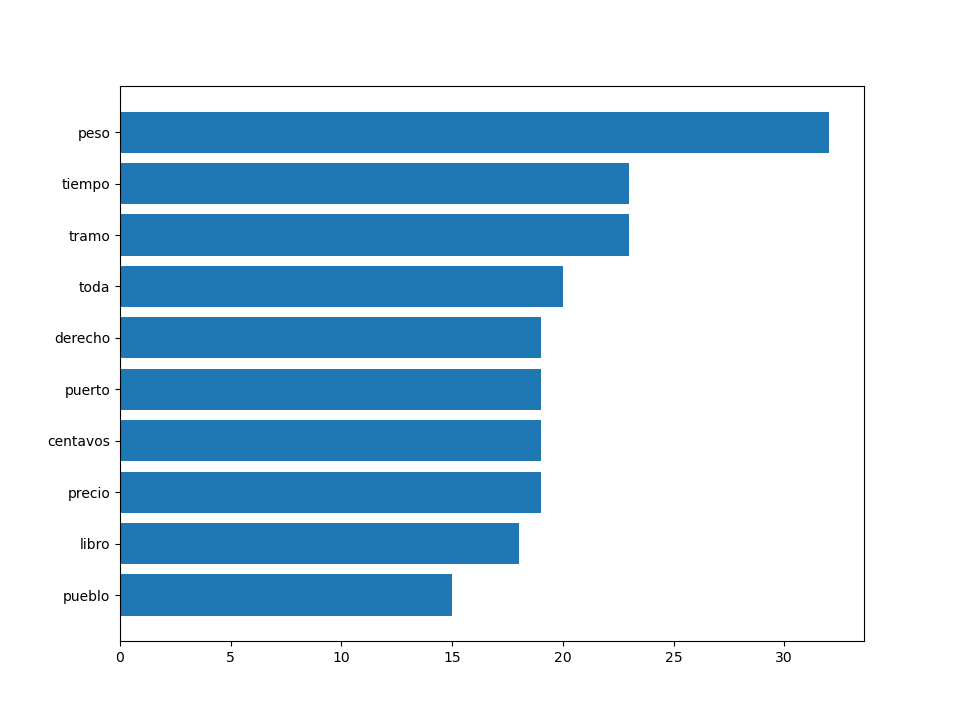 peso
tiempo
tramo
toda
derecho
puerto
centavos
precio
libro
pueblo
0 5 10 15 20 25 30